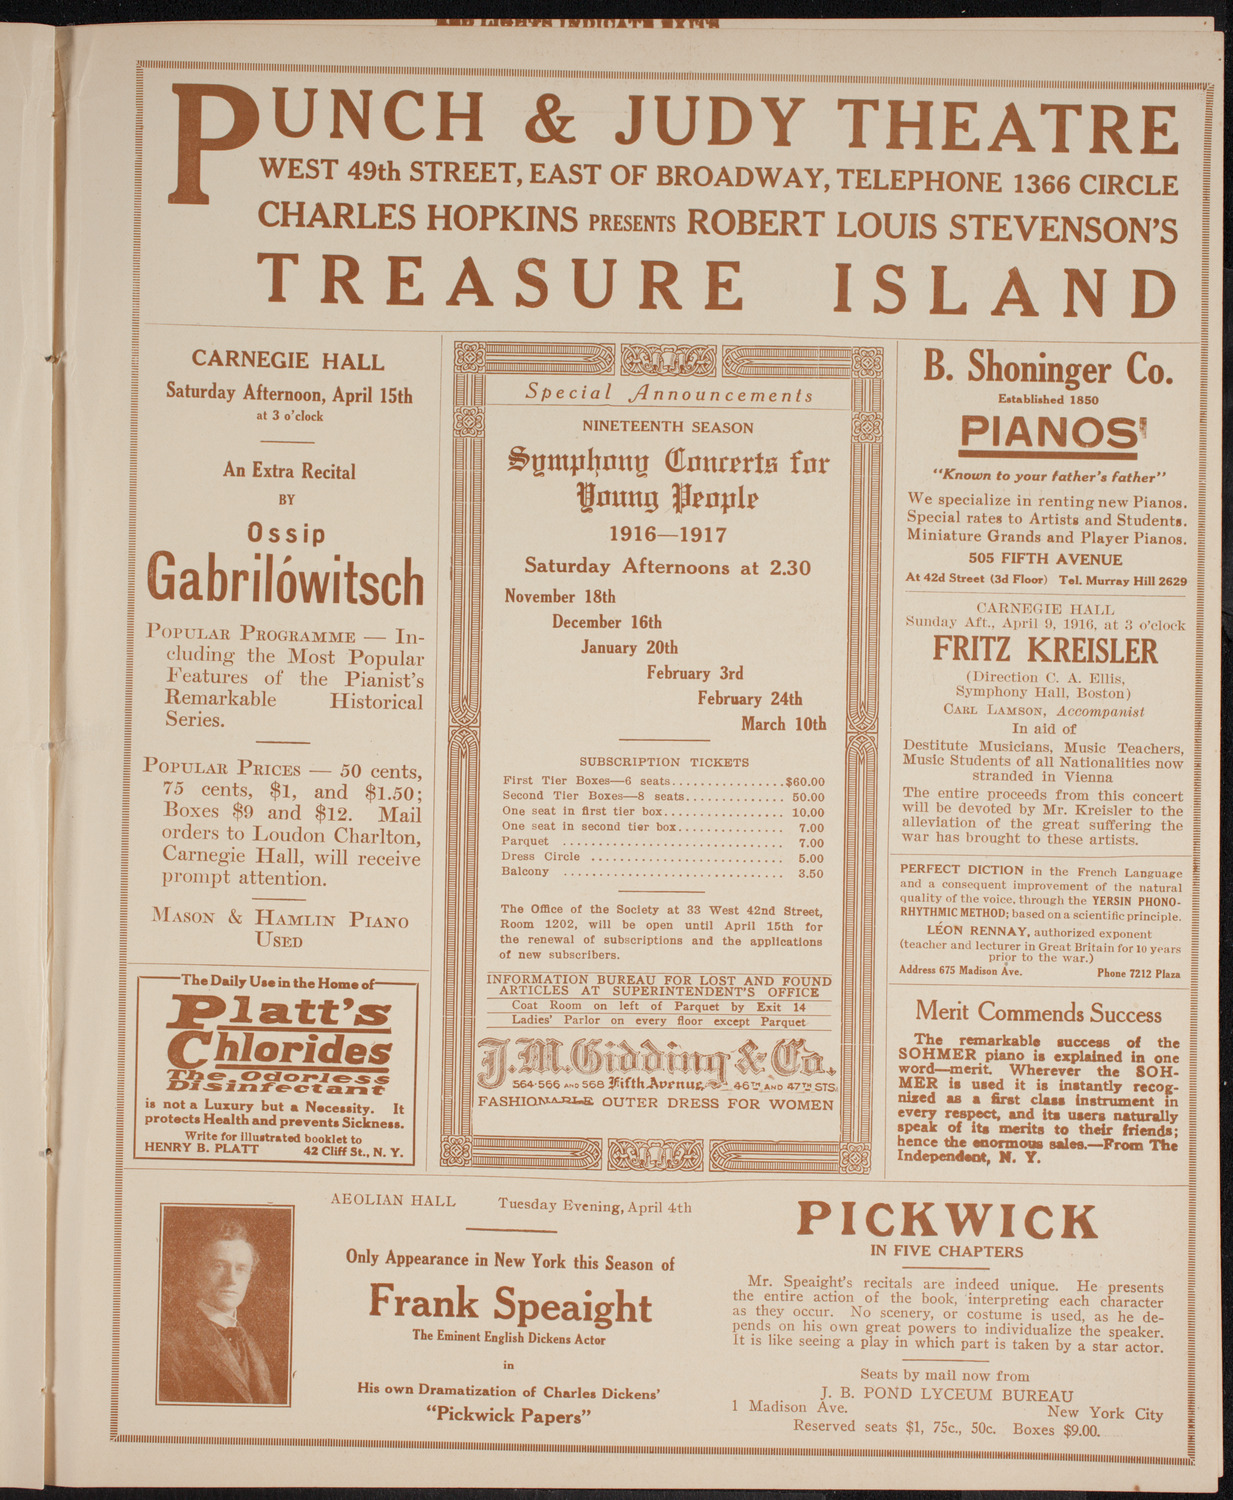 PUNCH & JUDY THEATRE
WEST 49th STREET, EAST OF BROADWAY, TELEPHONE 1366 CIRCLE
CHARLES HOPKINS PRESENTS ROBERT LOUIS STEVENSON'S
TREASURE ISLAND
CARNEGIE HALL
Saturday Afternoon, April 15th
at 3 o'clock
An Extra Recital
BY
Ossip
Gabrilówitsch
POPULAR PROGRAMME — In-
cluding the Most Popular
Features of the Pianist's
Remarkable Historical
Series.
POPULAR PRICES — 50 cents,
75 cents, $1, and $1.50;
Boxes $9 and $12. Mail
orders to Loudon Charlton,
Carnegie Hall, will receive
prompt attention.
MASON & HAMLIN PIANO
USED
The Daily Use in the Home of
Platt's
Chlorides
The Odorless
Disinfectant
is not a Luxury but a Necessity. It
protects Health and prevents Sickness.
Write for illustrated booklet to
HENRY B. PLATT 42 Cliff St., N. Y.
Special Announcements
NINETEENTH SEASON
Symphony Concerts for
Young People
1916—1917
Saturday Afternoons at 2.30
November 18th
December 16th
January 20th
February 3rd
February 24th
March 10th
SUBSCRIPTION TICKETS
First Tier Boxes—6 seats...............$60.00
Second Tier Boxes—8 seats............. 50.00
One seat in first tier box................ 10.00
One seat in second tier box.............. 7.00
Parquet ............................. 7.00
Dress Circle ......................... 5.00
Balcony ............................. 3.50
The Office of the Society at 33 West 42nd Street,
Room 1202, will be open until April 15th for
the renewal of subscriptions and the applications
of new subscribers.
INFORMATION BUREAU FOR LOST AND FOUND
ARTICLES AT SUPERINTENDENT'S OFFICE
Coat Room on left of Parquet by Exit 14
Ladies' Parlor on every floor except Parquet
J.M. Gidding & Co.
564-566 AND 568 Fifth Avenue, 46TH AND 47TH STS.
FASHIONABLE OUTER DRESS FOR WOMEN
B. Shoninger Co.
Established 1850
PIANOS
"Known to your father's father"
We specialize in renting new Pianos.
Special rates to Artists and Students.
Miniature Grands and Player Pianos.
505 FIFTH AVENUE
At 42d Street (3d Floor) Tel. Murray Hill 2629
CARNEGIE HALL
Sunday Aft., April 9, 1916, at 3 o'clock
FRITZ KREISLER
(Direction C. A. Ellis,
Symphony Hall, Boston)
CARL LAMSON, Accompanist
In aid of
Destitute Musicians, Music Teachers,
Music Students of all Nationalities now
stranded in Vienna
The entire proceeds from this concert
will be devoted by Mr. Kreisler to the
alleviation of the great suffering the
war has brought to these artists.
PERFECT DICTION in the French Language
and a consequent improvement of the natural
quality of the voice, through the YERSIN PHONO-
RHYTHMIC METHOD; based on a scientific principle.
LÉON RENNAY, authorized exponent
(teacher and lecturer in Great Britain for 10 years
prior to the war.)
Address 675 Madison Ave. Phone 7212 Plaza
Merit Commends Success
The remarkable success of the
SOHMER piano is explained in one
word—merit. Wherever the SOH-
MER is used it is instantly recog-
nized as a first class instrument in
every respect, and its users naturally
speak of its merits to their friends;
hence the enormous sales.—From The
Independent, N. Y.
AEOLIAN HALL Tuesday Evening, April 4th
Only Appearance in New York this Season of
Frank Speaight
The Eminent English Dickens Actor
in
His own Dramatization of Charles Dickens'
"Pickwick Papers"
PICKWICK
IN FIVE CHAPTERS
Mr. Speaight's recitals are indeed unique. He presents
the entire action of the book, interpreting each character
as they occur. No scenery, or costume is used, as he de-
pends on his own great powers to individualize the speaker.
It is like seeing a play in which part is taken by a star actor.
Seats by mail now from
J. B. POND LYCEUM BUREAU
1 Madison Ave. New York City
Reserved seats $1, 75c., 50c. Boxes $9.00.